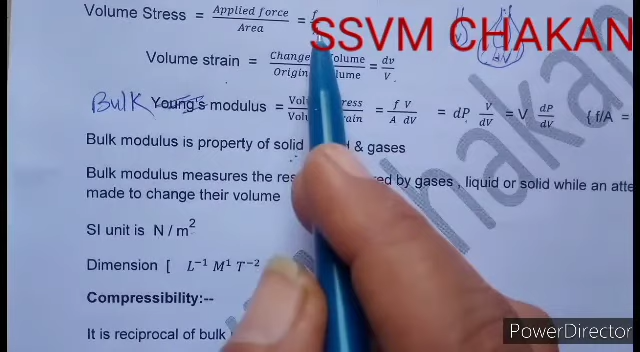 Volume Stress = Applied force / Area = f
SSVM CHAKAN
Volume strain = Change Volume / Origin lume = dv / V
BULK Young's modulus = Volu ress / Volu rain = f V / A dV = dP V / dV = V dP / dV { f/A =
Bulk modulus is property of solid & gases
Bulk modulus measures the res red by gases , liquid or solid while an atte
made to change their volume
SI unit is N / m²
Dimension [ L⁻¹ M¹ T⁻²
Compressibility:--
It is reciprocal of bulk
PowerDirector